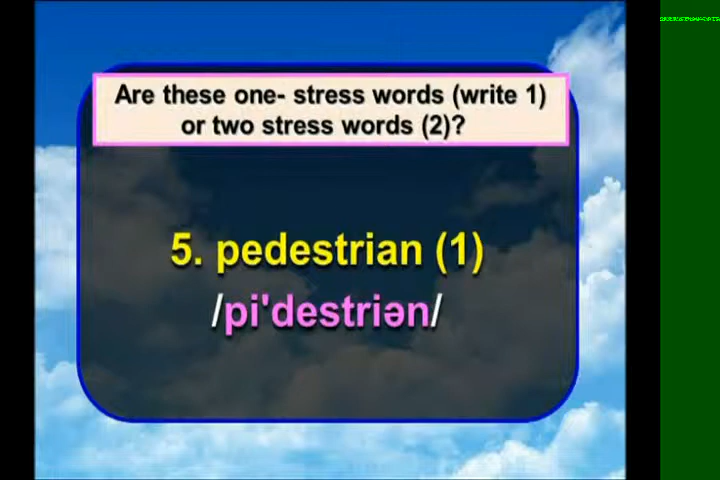 Are these one- stress words (write 1)
or two stress words (2)?
5. pedestrian (1)
/pi'destriən/